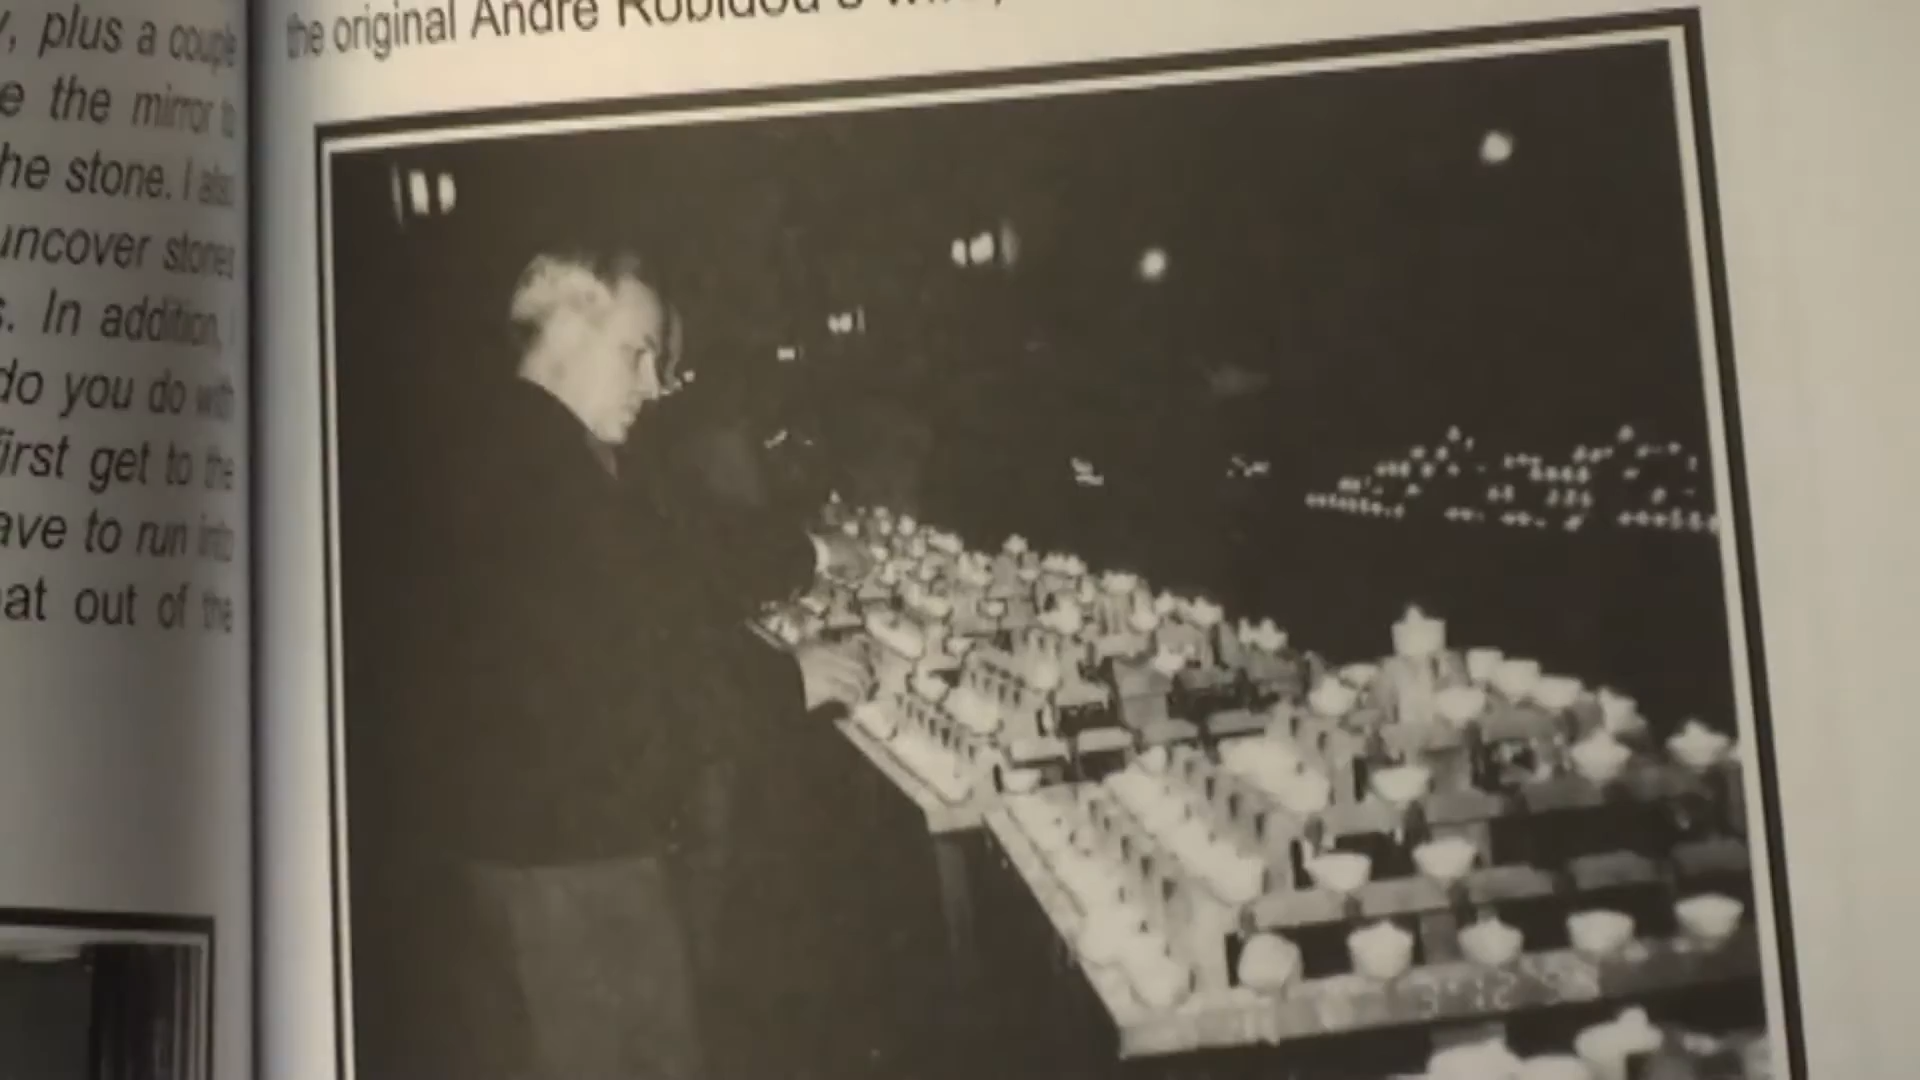 , plus a couple
e the mirror to
he stone. I also
uncover stones
s. In addition, I
do you do with
first get to the
ave to run into
at out of the
the original André Robidou's